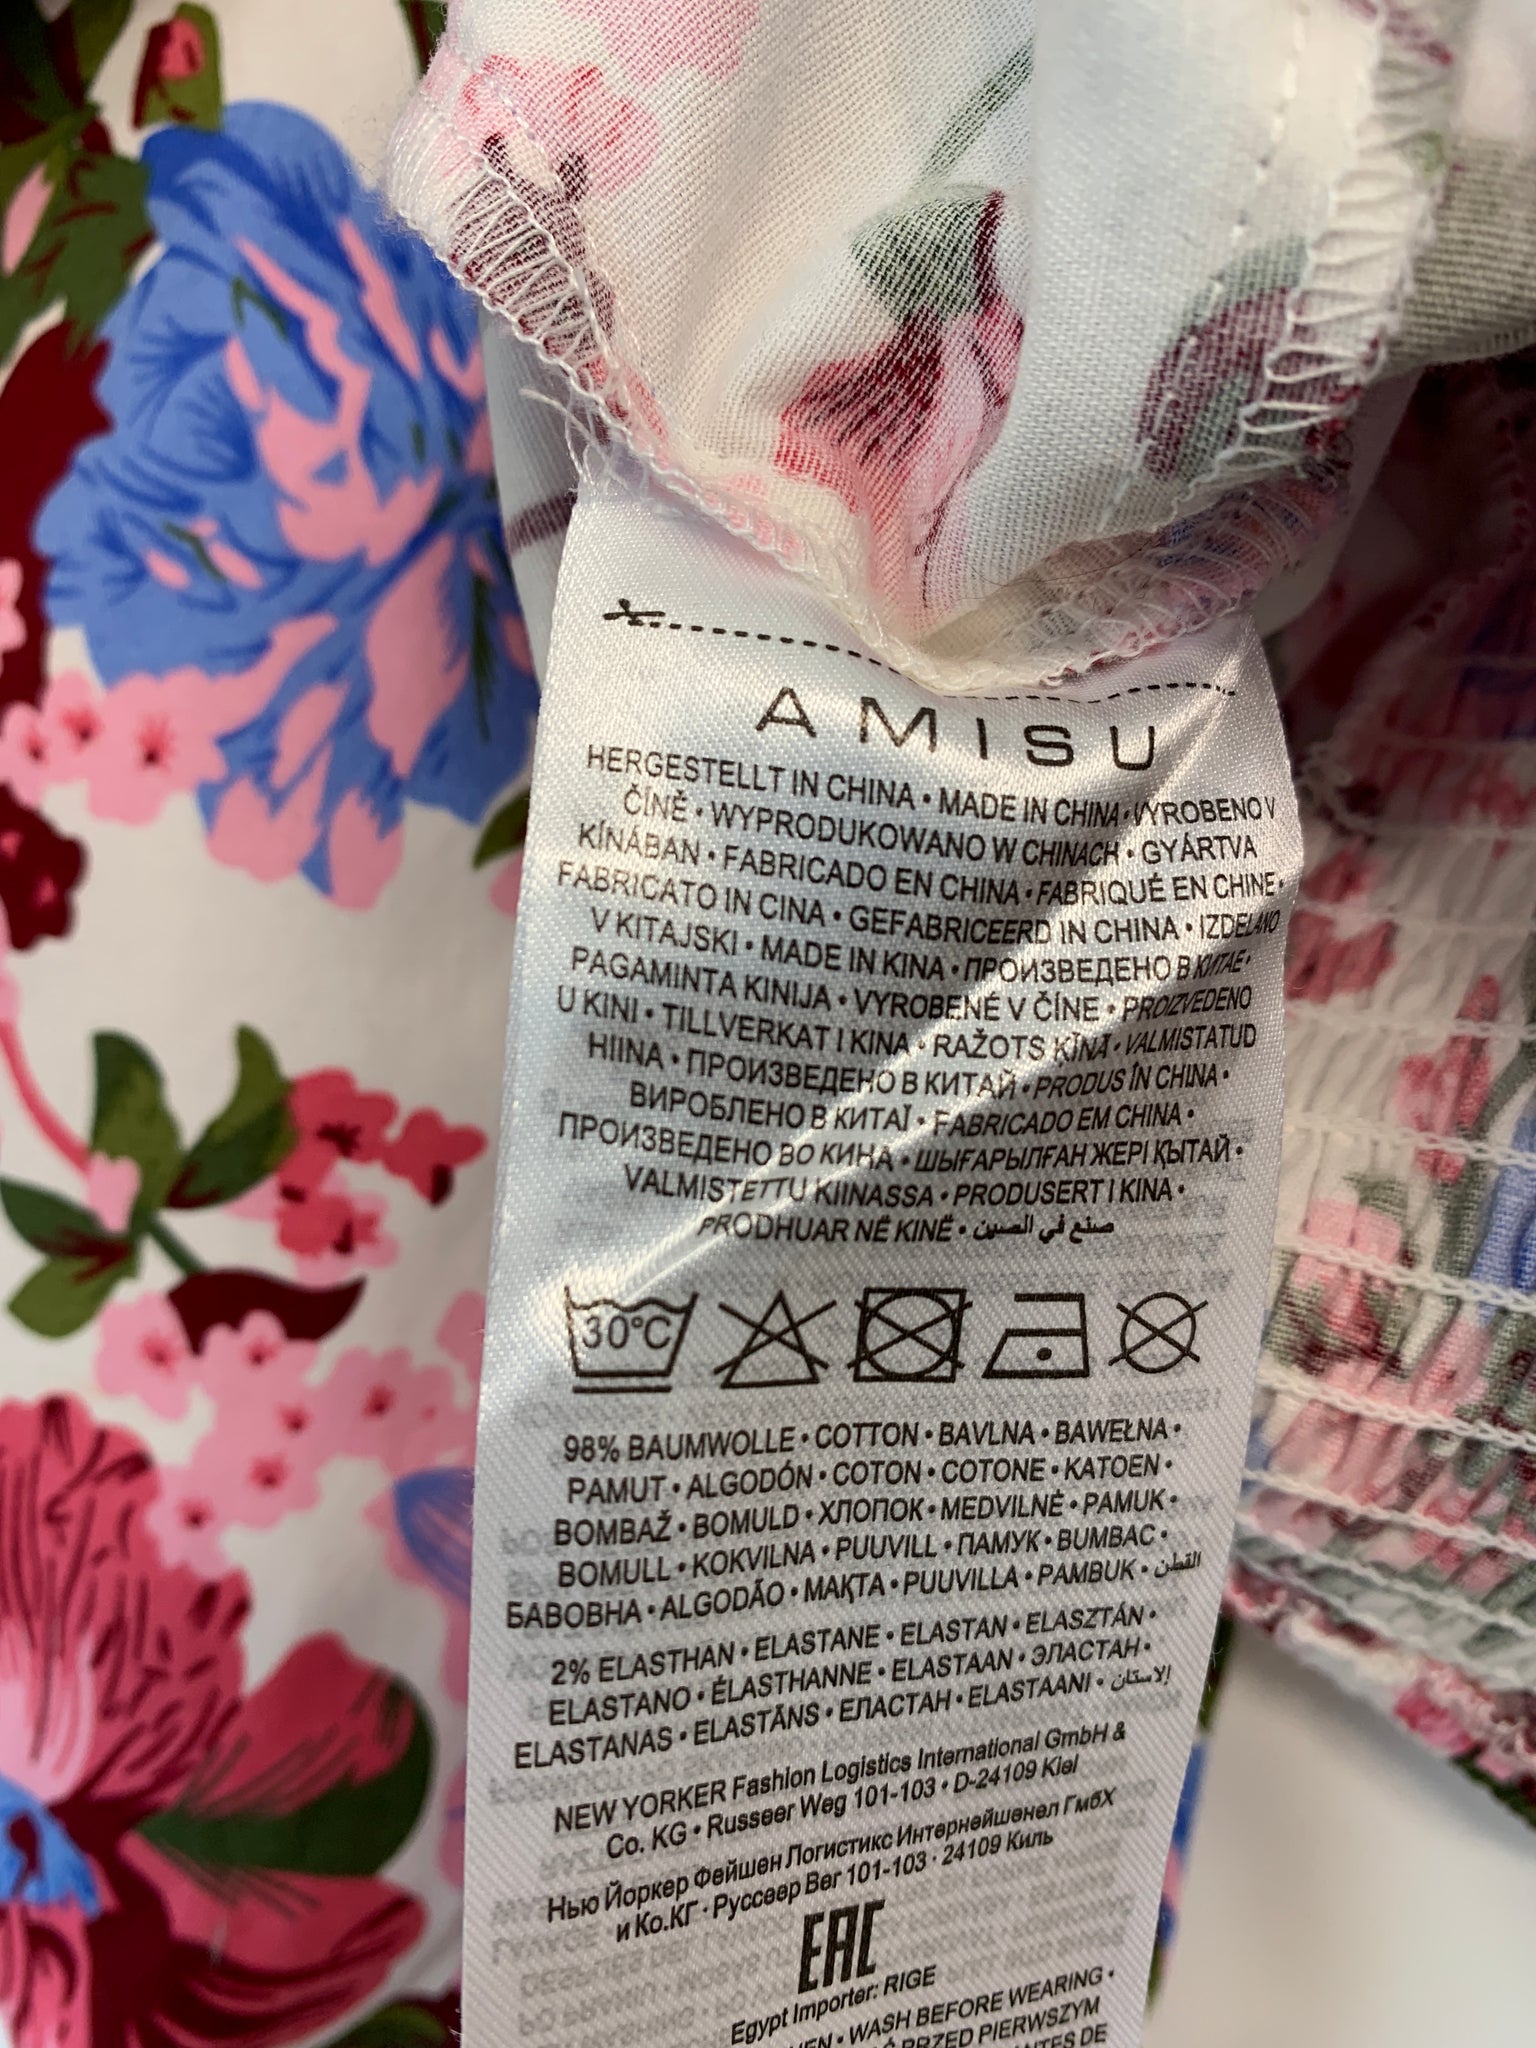 AMISU
HERGESTELLT IN CHINA • MADE IN CHINA • VYROBENO V
ČÍNĚ • WYPRODUKOWANO W CHINACH • GYÁRTVA
KÍNÁBAN • FABRICADO EN CHINA • FABRIQUÉ EN CHINE •
FABRICATO IN CINA • GEFABRICEERD IN CHINA • IZDELANO
V KITAJSKI • MADE IN KINA • ПРОИЗВЕДЕНО В КИТАЕ •
PAGAMINTA KINIJA • VYROBENÉ V ČÍNE • PROIZVEDENO
U KINI • TILLVERKAT I KINA • RAŽOTS ĶĪNĀ • VALMISTATUD
HIINA • ПРОИЗВЕДЕНО В КИТАЙ • PRODUS ÎN CHINA •
ВИРОБЛЕНО В КИТАЇ • FABRICADO EM CHINA •
ПРОИЗВЕДЕНО ВО КИНА • ШЫҒАРЫЛҒАН ЖЕРІ ҚЫТАЙ •
VALMISTETTU KIINASSA • PRODUSERT I KINA •
PRODHUAR NË KINË • صنع في الصين
30°C
98% BAUMWOLLE • COTTON • BAVLNA • BAWEŁNA •
PAMUT • ALGODÓN • COTON • COTONE • KATOEN •
BOMBAŽ • BOMULD • ХЛОПОК • MEDVILNĖ • PAMUK •
BOMULL • KOKVILNA • PUUVILL • ПАМУК • BUMBAC •
БАВОВНА • ALGODÃO • МАҚТА • PUUVILLA • PAMBUK • القطن
2% ELASTHAN • ELASTANE • ELASTAN • ELASZTÁN •
ELASTANO • ÉLASTHANNE • ELASTAAN • ЭЛАСТАН •
ELASTANAS • ELASTĀNS • ЕЛАСТАН • ELASTAANI • الاستان
NEW YORKER Fashion Logistics International GmbH &
Co. KG • Russeer Weg 101-103 • D-24109 Kiel
Нью Йоркер Фейшен Логистикс Интернейшенел ГмбХ
и Ко.КГ · Руссеер Вег 101-103 · 24109 Киль
EAC
Egypt Importer: RIGE
• WASH BEFORE WEARING •
PRZED PIERWSZYM
DE